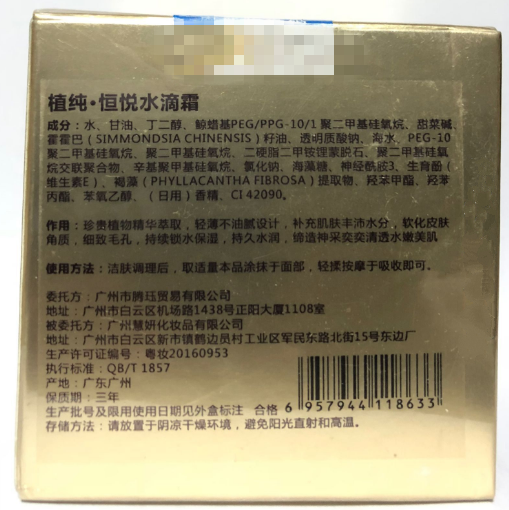 植纯·恒悦水滴霜
成分：水、甘油、丁二醇、鲸蜡基PEG/PPG-10/1 聚二甲基硅氧烷、甜菜碱、
霍霍巴（SIMMONDSIA CHINENSIS）籽油、透明质酸钠、海水、PEG-10
聚二甲基硅氧烷、聚二甲基硅氧烷、二硬脂二甲铵锂蒙脱石、聚二甲基硅氧
烷交联聚合物、辛基聚甲基硅氧烷、氯化钠、海藻糖、神经酰胺3、生育酚
（维生素E）、褐藻（PHYLLACANTHA FIBROSA）提取物、羟苯甲酯、羟苯
丙酯、苯氧乙醇、（日用）香精、CI 42090。
作用：珍贵植物精华萃取，轻薄不油腻设计，补充肌肤丰沛水分，软化皮肤
角质，细致毛孔，持续锁水保湿，持久水润，缔造神采奕奕清透水嫩美肌
使用方法：洁肤调理后，取适量本品涂抹于面部，轻揉按摩于吸收即可。
委托方：广州市腾珏贸易有限公司
地址：广州市白云区机场路1438号正阳大厦1108室
被委托方：广州慧妍化妆品有限公司
地址：广州市白云区新市镇鹤边员村工业区军民东路北街15号东边厂
生产许可证编号：粤妆20160953
执行标准：QB/T 1857
产地：广东广州
保质期：三年
生产批号及限用使用日期见外盒标注 合格
6 957944 118633
存储方法：请放置于阴凉干燥环境，避免阳光直射和高温。